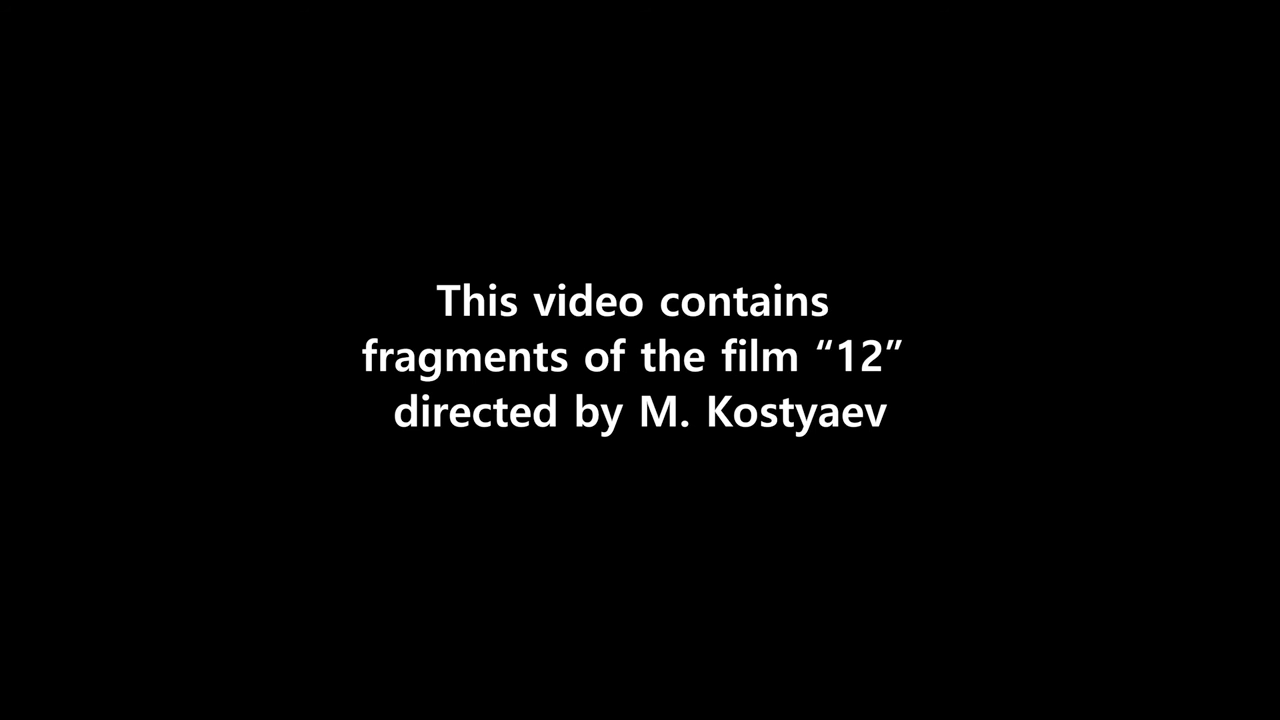 This video contains
fragments of the film “12”
directed by M. Kostyaev